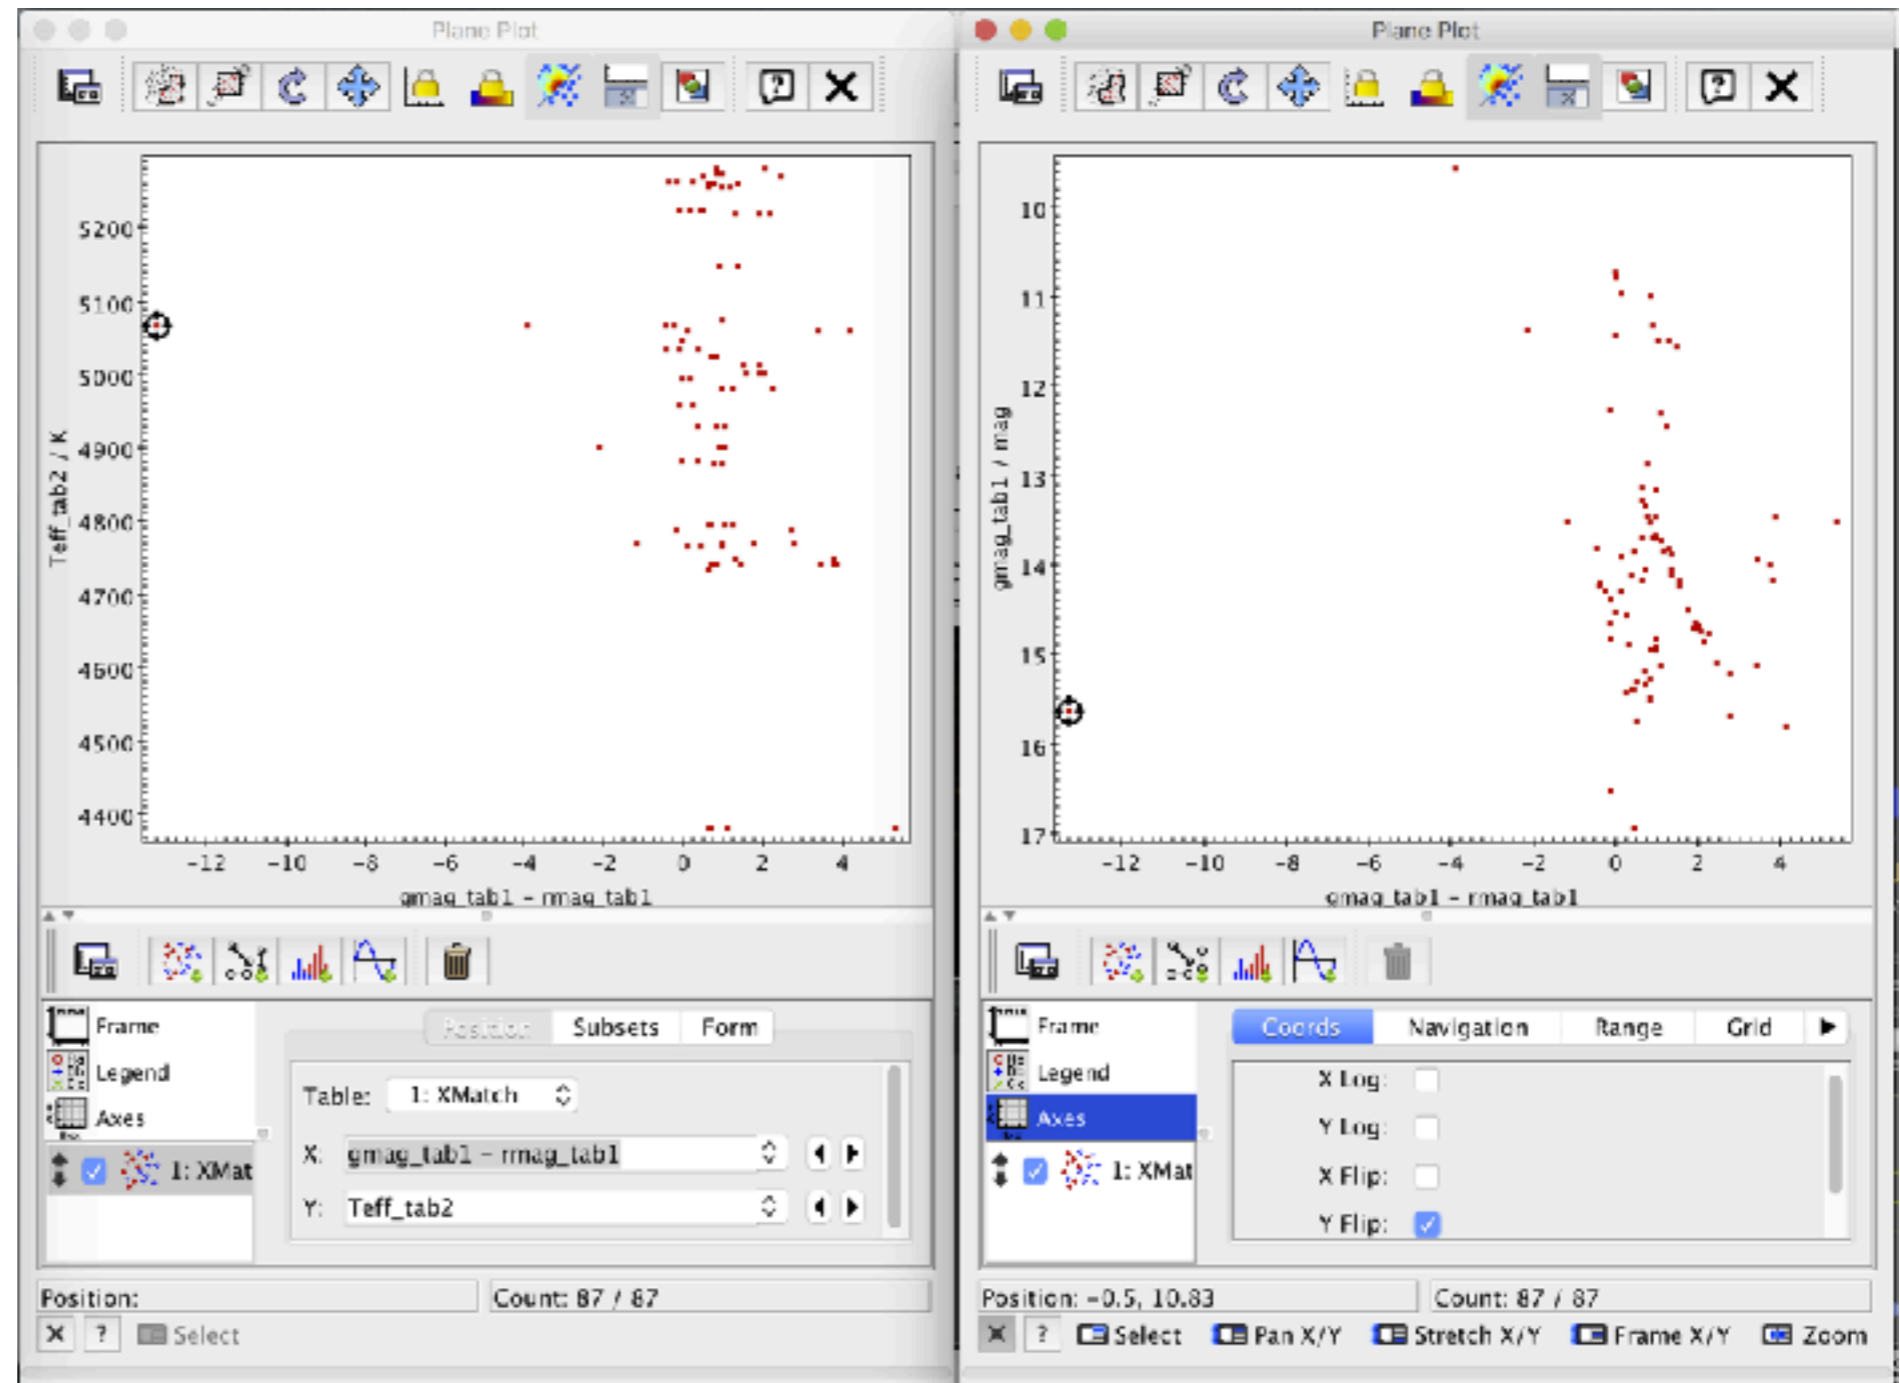 Plane Plot
5200
5100
5000
4900
4800
4700
4600
4500
4400
Teff_tab2 / K
-12 -10 -8 -6 -4 -2 0 2 4
gmag_tab1 - rmag_tab1
Frame
Legend
Axes
1: XMat
Position Subsets Form
Table: 1: XMatch
X: gmag_tab1 - rmag_tab1
Y: Teff_tab2
Position:
Count: 87 / 87
? Select
Plane Plot
10
11
12
13
14
15
16
17
gmag_tab1 / mag
-12 -10 -8 -6 -4 -2 0 2 4
gmag_tab1 - rmag_tab1
Frame
Legend
Axes
1: XMat
Coords Navigation Range Grid
X Log:
Y Log:
X Flip:
Y Flip:
Position: -0.5, 10.83
Count: 87 / 87
? Select Pan X/Y Stretch X/Y Frame X/Y Zoom